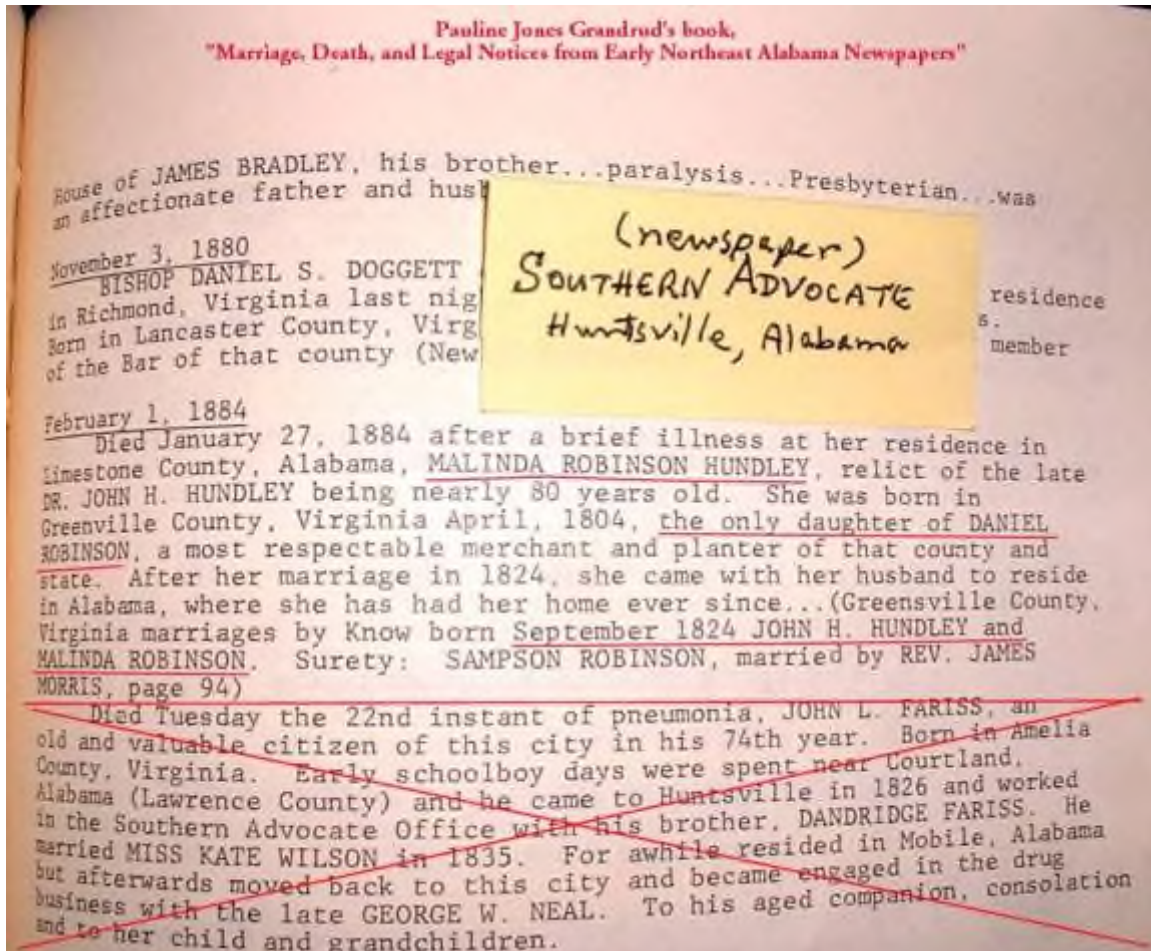 Pauline Jones Grandrud's book,
"Marriage, Death, and Legal Notices from Early Northeast Alabama Newspapers"
House of JAMES BRADLEY, his brother...paralysis...Presbyterian...was
an affectionate father and
(newspaper)
SOUTHERN ADVOCATE
Huntsville, Alabama
November 3, 1880
BISHOP DANIEL S. DOGGETT residence
in Richmond, Virginia last
Born in Lancaster County, member
of the Bar of that county (New
February 1, 1884
Died January 27, 1884 after a brief illness at her residence in
Limestone County, Alabama, MALINDA ROBINSON HUNDLEY, relict of the late
DR. JOHN H. HUNDLEY being nearly 80 years old. She was born in
Greenville County, Virginia April, 1804, the only daughter of DANIEL
ROBINSON, a most respectable merchant and planter of that county and
state. After her marriage in 1824, she came with her husband to reside
in Alabama, where she has had her home ever since...(Greensville County,
Virginia marriages by Know born September 1824 JOHN H. HUNDLEY and
MALINDA ROBINSON. Surety: SAMPSON ROBINSON, married by REV. JAMES
MORRIS, page 94)
Died Tuesday the 22nd instant of pneumonia, JOHN L. FARISS, an
old and valuable citizen of this city in his 74th year. Born in Amelia
County, Virginia. Early schoolboy days were spent near Courtland,
Alabama (Lawrence County) and he came to Huntsville in 1826 and worked
in the Southern Advocate Office with his brother, DANDRIDGE FARISS. He
married MISS KATE WILSON in 1835. For awhile resided in Mobile, Alabama
but afterwards moved back to this city and became engaged in the drug
business with the late GEORGE W. NEAL. To his aged companion, consolation
and to her child and grandchildren.